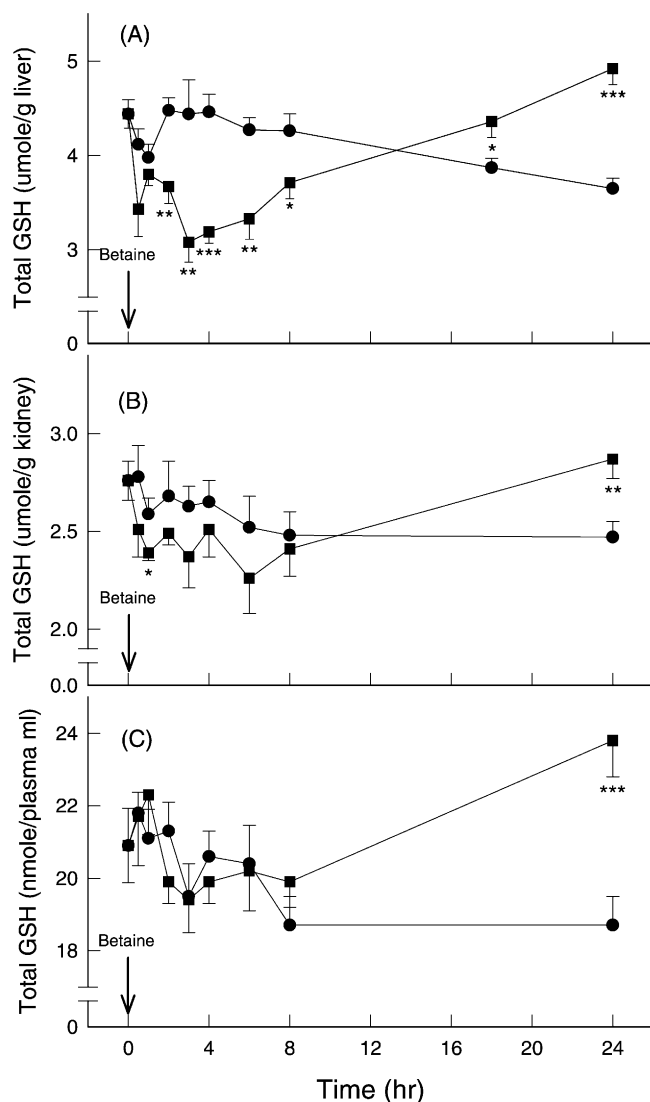 (A)
Total GSH (umole/g liver)
5
4
3
0
Betaine
**
**
***
**
*
*
***
(B)
Total GSH (umole/g kidney)
3.0
2.5
2.0
0.0
Betaine
*
**
(C)
Total GSH (nmole/plasma ml)
24
22
20
18
0
Betaine
***
0 4 8 12 16 20 24
Time (hr)